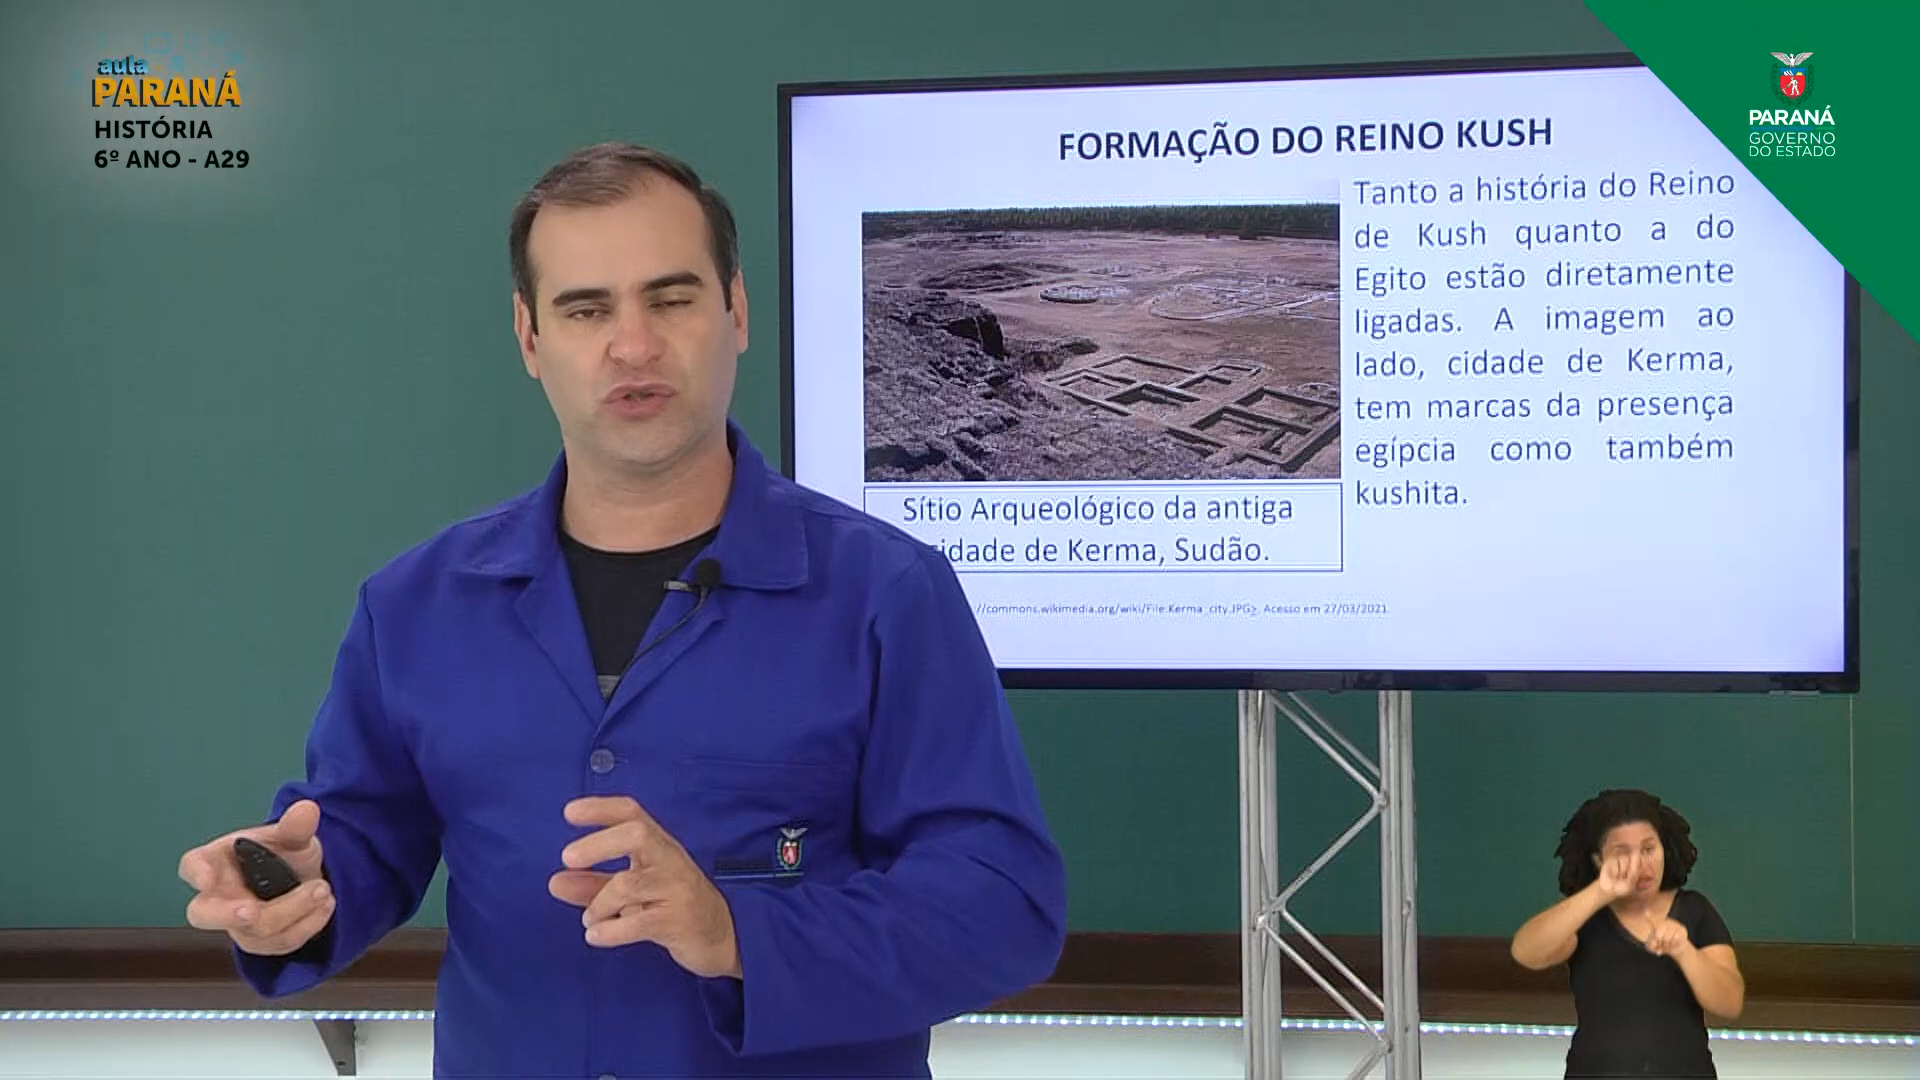 aula
PARANÁ
HISTÓRIA
6º ANO - A29
PARANÁ
GOVERNO
DO ESTADO
FORMAÇÃO DO REINO KUSH
Tanto a história do Reino
de Kush quanto a do
Egito estão diretamente
ligadas. A imagem ao
lado, cidade de Kerma,
tem marcas da presença
egípcia como também
kushita.
Sítio Arqueológico da antiga
idade de Kerma, Sudão.
//commons.wikimedia.org/wiki/File:Kerma_city.JPG>. Acesso em 27/03/2021.